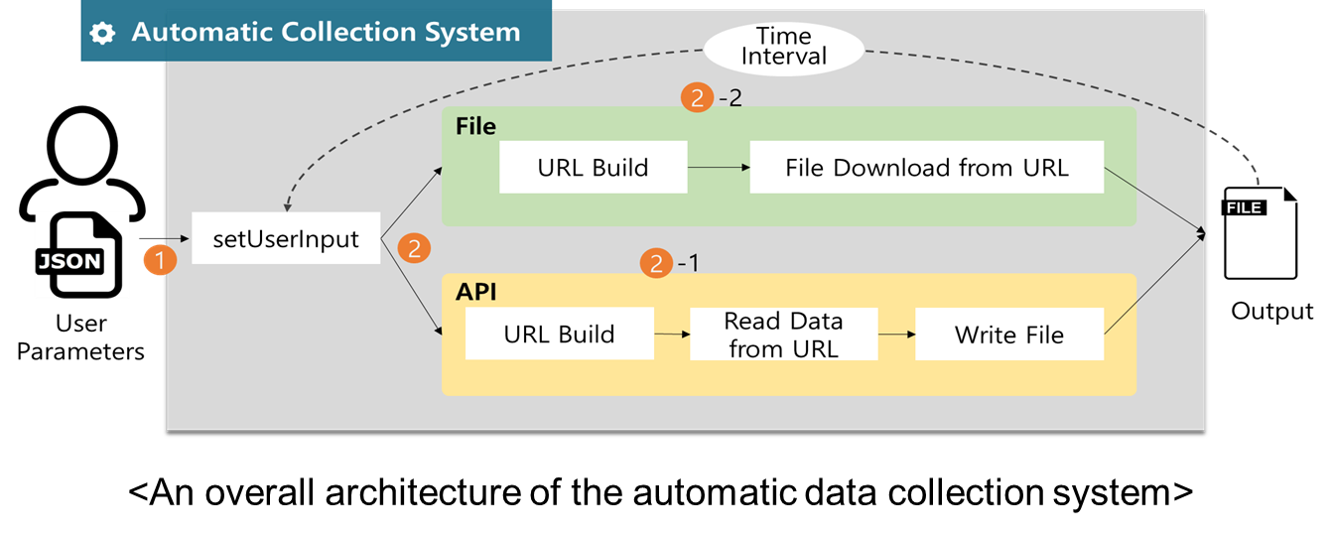 Automatic Collection System
Time
Interval
2 -2
File
URL Build
File Download from URL
FILE
JSON
1
setUserInput
2
2 -1
API
URL Build
Read Data
from URL
Write File
Output
User
Parameters
<An overall architecture of the automatic data collection system>